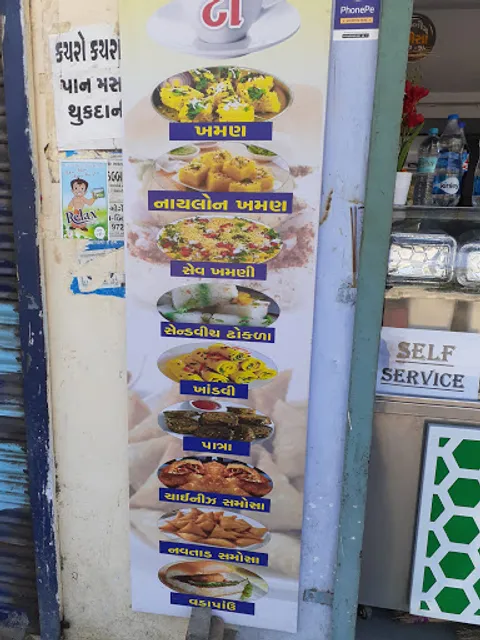 ટી
PhonePe
કચરો કચરા
પાન મસ
થુકદાની
Relax
ખમણ
નાયલોન ખમણ
સેવ ખમણી
સેન્ડવીચ ઢોકળા
ખાંડવી
પાત્રા
ચાઈનીઝ સમોસા
નવતાડ સમોસા
વડાપાંઉ
SELF
SERVICE